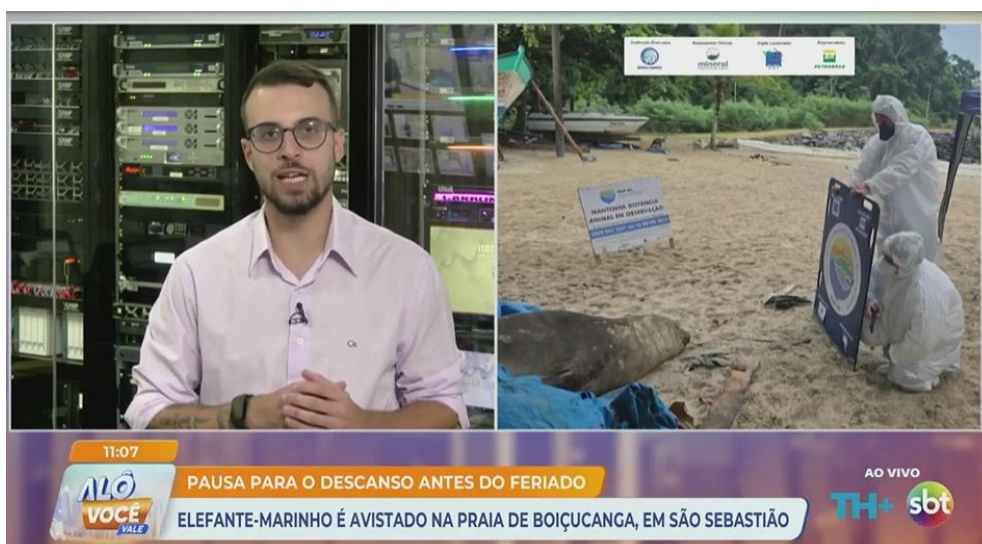 mineral
PETROBRAS
MANTENHA DISTÂNCIA
ANIMAL EM OBSERVAÇÃO
11:07
ALÔ
VOCÊ
VALE
PAUSA PARA O DESCANSO ANTES DO FERIADO
ELEFANTE-MARINHO É AVISTADO NA PRAIA DE BOIÇUCANGA, EM SÃO SEBASTIÃO
AO VIVO
TH+
sbt